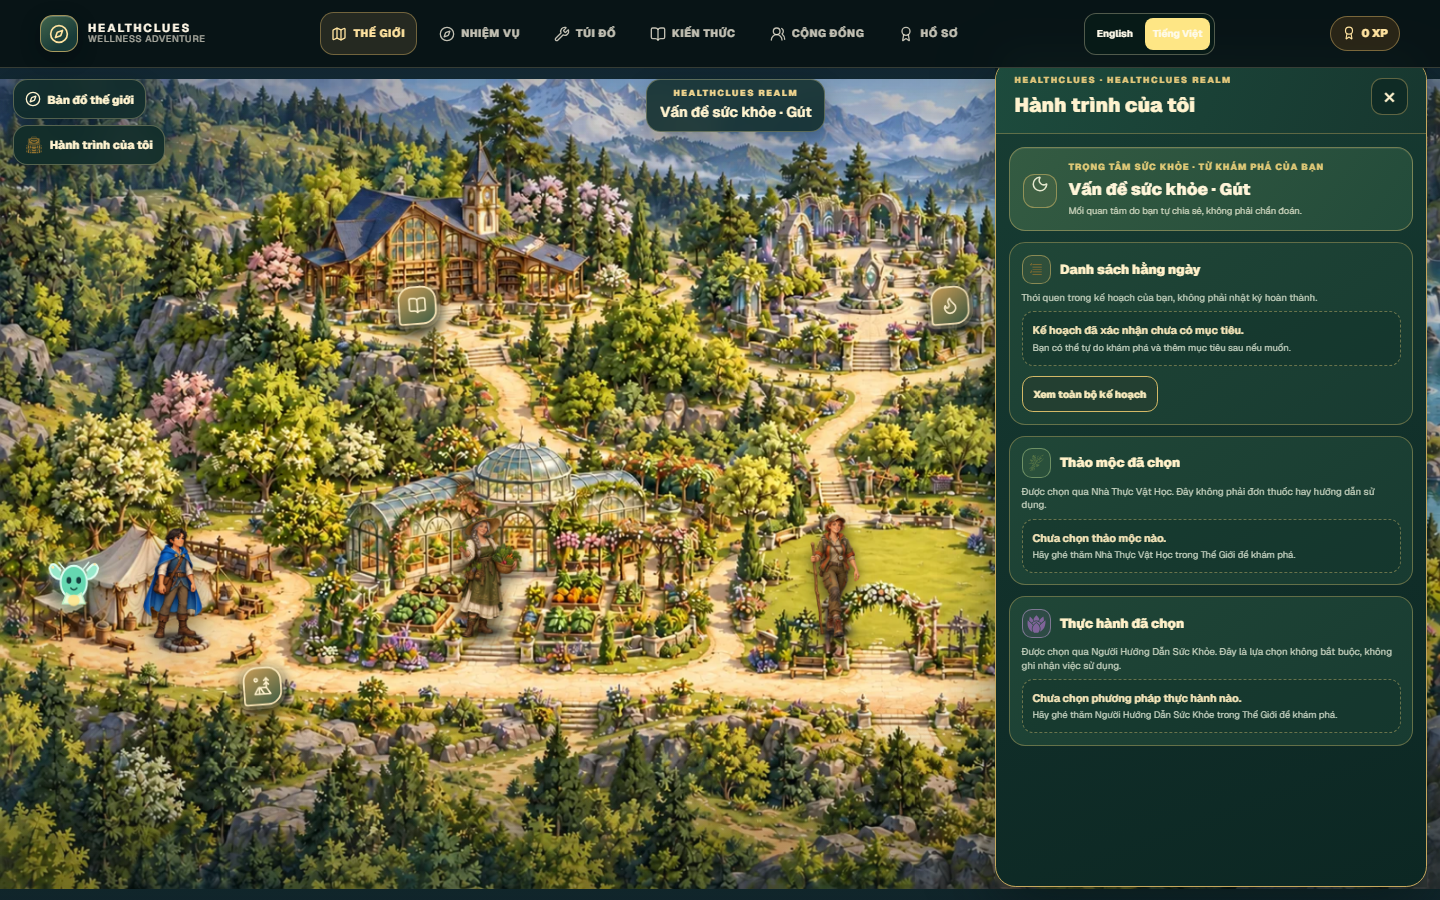 HEALTHCLUES
WELLNESS ADVENTURE
THẾ GIỚI
NHIỆM VỤ
TÚI ĐỒ
KIẾN THỨC
CỘNG ĐỒNG
HỒ SƠ
English
Tiếng Việt
0 XP
Bản đồ thế giới
Hành trình của tôi
HEALTHCLUES REALM
Vấn đề sức khỏe · Gút
HEALTHCLUES · HEALTHCLUES REALM
Hành trình của tôi
TRỌNG TÂM SỨC KHỎE · TỪ KHÁM PHÁ CỦA BẠN
Vấn đề sức khỏe · Gút
Mối quan tâm do bạn tự chia sẻ, không phải chẩn đoán.
Danh sách hằng ngày
Thói quen trong kế hoạch của bạn, không phải nhật ký hoàn thành.
Kế hoạch đã xác nhận chưa có mục tiêu.
Bạn có thể tự do khám phá và thêm mục tiêu sau nếu muốn.
Xem toàn bộ kế hoạch
Thảo mộc đã chọn
Được chọn qua Nhà Thực Vật Học. Đây không phải đơn thuốc hay hướng dẫn sử
dụng.
Chưa chọn thảo mộc nào.
Hãy ghé thăm Nhà Thực Vật Học trong Thế Giới để khám phá.
Thực hành đã chọn
Được chọn qua Người Hướng Dẫn Sức Khỏe. Đây là lựa chọn không bắt buộc, không
ghi nhận việc sử dụng.
Chưa chọn phương pháp thực hành nào.
Hãy ghé thăm Người Hướng Dẫn Sức Khỏe trong Thế Giới để khám phá.